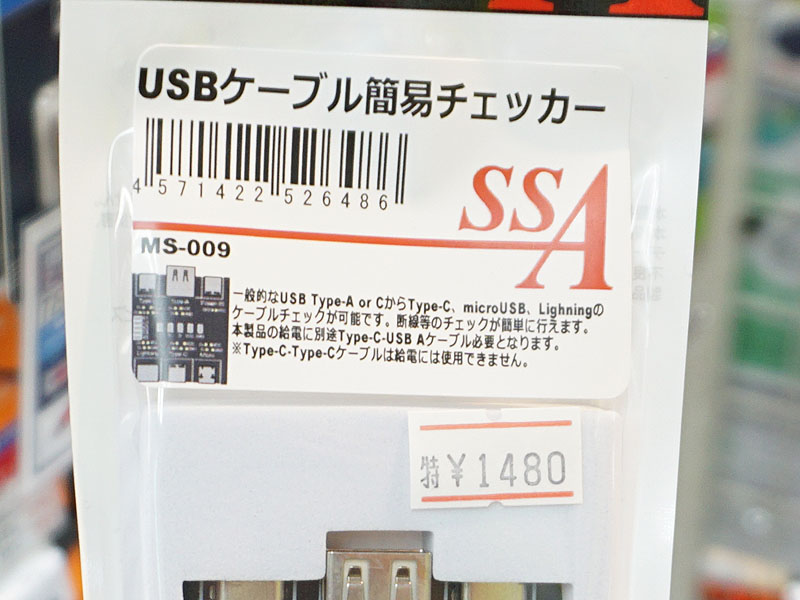 USBケーブル簡易チェッカー
4 571422 526486
SSA
MS-009
一般的なUSB Type-A or CからType-C、microUSB、Lighningの
ケーブルチェックが可能です。断線等のチェックが簡単に行えます。
本製品の給電に別途Type-C-USB Aケーブル必要となります。
※Type-C-Type-Cケーブルは給電には使用できません。
特¥1480